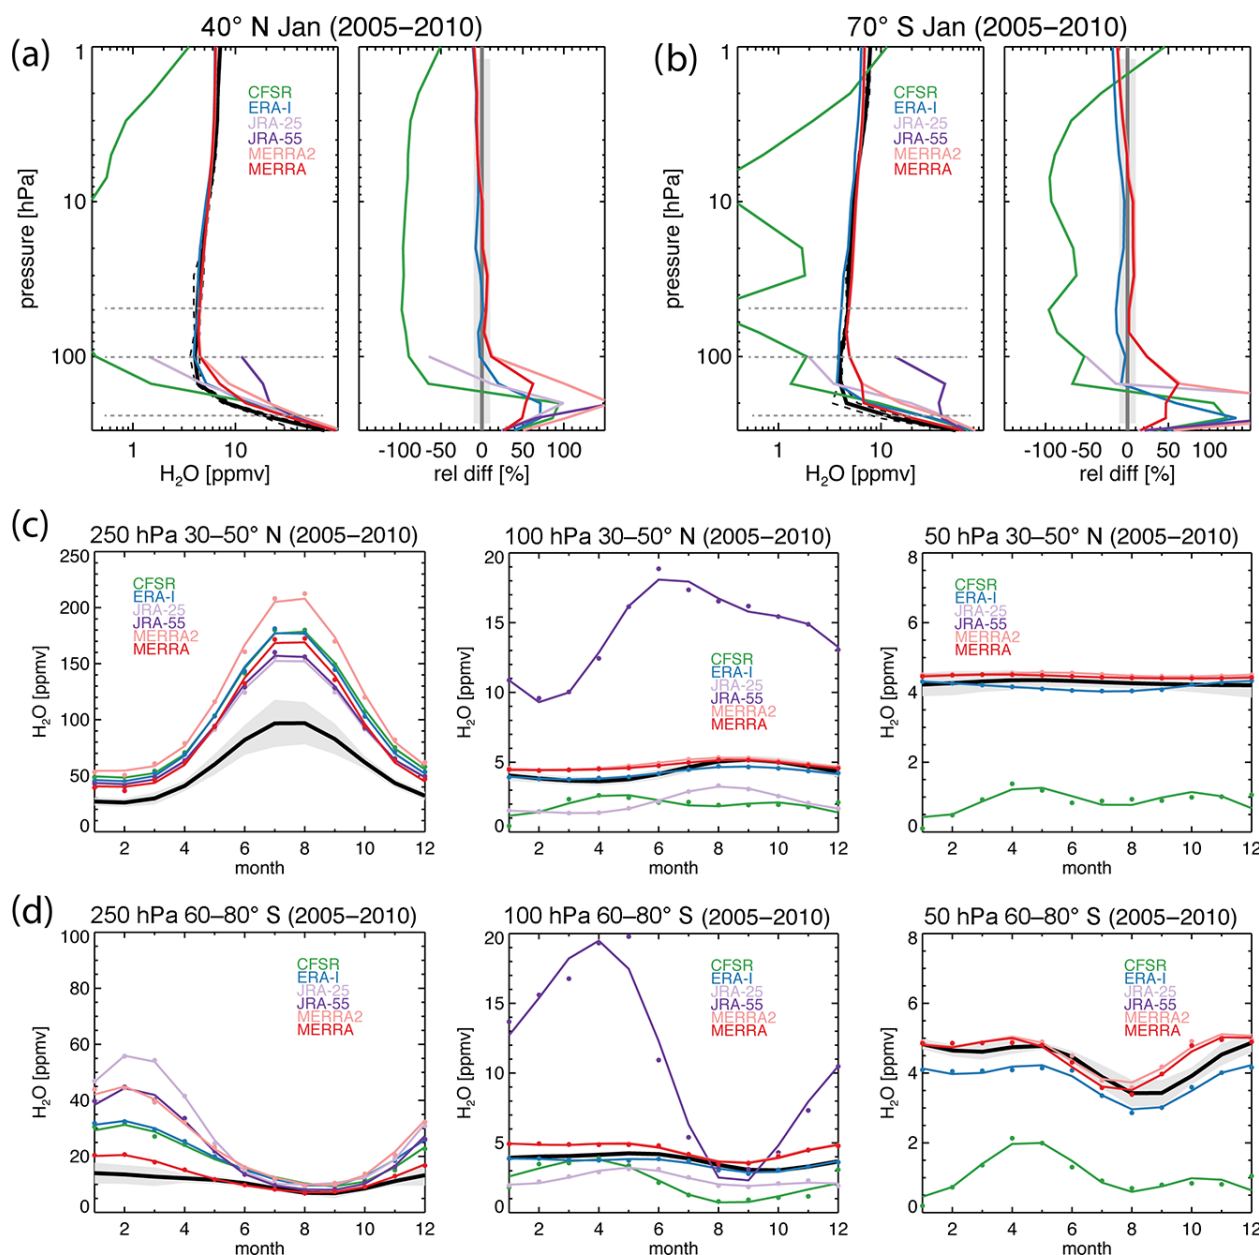 (a)
40° N Jan (2005–2010)
(b)
70° S Jan (2005–2010)
1
10
100
pressure [hPa]
CFSR
ERA-I
JRA-25
JRA-55
MERRA2
MERRA
1 10
H₂O [ppmv]
-100 -50 0 50 100
rel diff [%]
1
10
100
pressure [hPa]
CFSR
ERA-I
JRA-25
JRA-55
MERRA2
MERRA
1 10
H₂O [ppmv]
-100 -50 0 50 100
rel diff [%]
(c)
250 hPa 30–50° N (2005–2010)
250
200
150
100
50
0
H₂O (ppmv)
CFSR
ERA-I
JRA-25
JRA-55
MERRA2
MERRA
2 4 6 8 10 12
month
100 hPa 30–50° N (2005–2010)
20
15
10
5
0
H₂O (ppmv)
CFSR
ERA-I
JRA-25
JRA-55
MERRA2
MERRA
2 4 6 8 10 12
month
50 hPa 30–50° N (2005–2010)
8
6
4
2
0
H₂O (ppmv)
CFSR
ERA-I
JRA-25
JRA-55
MERRA2
MERRA
2 4 6 8 10 12
month
(d)
250 hPa 60–80° S (2005–2010)
100
80
60
40
20
0
H₂O (ppmv)
CFSR
ERA-I
JRA-25
JRA-55
MERRA2
MERRA
2 4 6 8 10 12
month
100 hPa 60–80° S (2005–2010)
20
15
10
5
0
H₂O (ppmv)
CFSR
ERA-I
JRA-25
JRA-55
MERRA2
MERRA
2 4 6 8 10 12
month
50 hPa 60–80° S (2005–2010)
8
6
4
2
0
H₂O (ppmv)
CFSR
ERA-I
JRA-25
JRA-55
MERRA2
MERRA
2 4 6 8 10 12
month